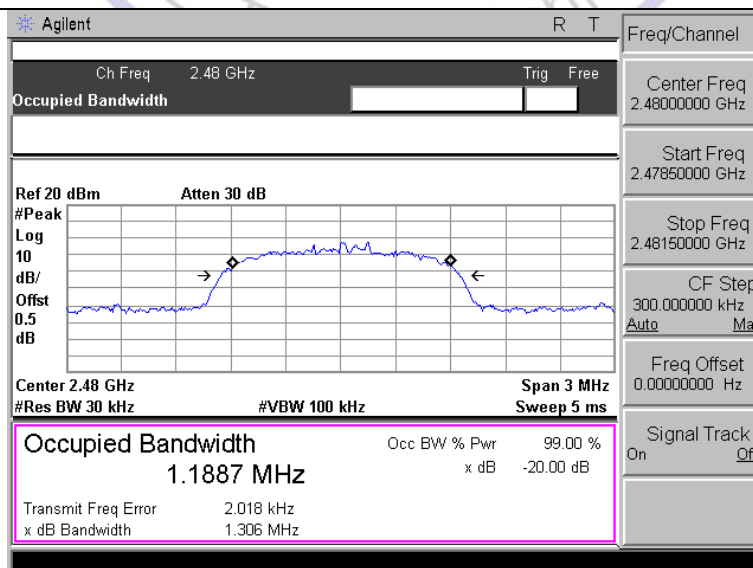 Agilent R T
Ch Freq 2.48 GHz Trig Free
Occupied Bandwidth
Ref 20 dBm Atten 30 dB
#Peak
Log
10
dB/
Offst
0.5
dB
Center 2.48 GHz Span 3 MHz
#Res BW 30 kHz #VBW 100 kHz Sweep 5 ms
Occupied Bandwidth Occ BW % Pwr 99.00 %
1.1887 MHz x dB -20.00 dB
Transmit Freq Error 2.018 kHz
x dB Bandwidth 1.306 MHz
Freq/Channel
Center Freq
2.48000000 GHz
Start Freq
2.47850000 GHz
Stop Freq
2.48150000 GHz
CF Step
300.000000 kHz
Auto Ma
Freq Offset
0.00000000 Hz
Signal Track
On Of